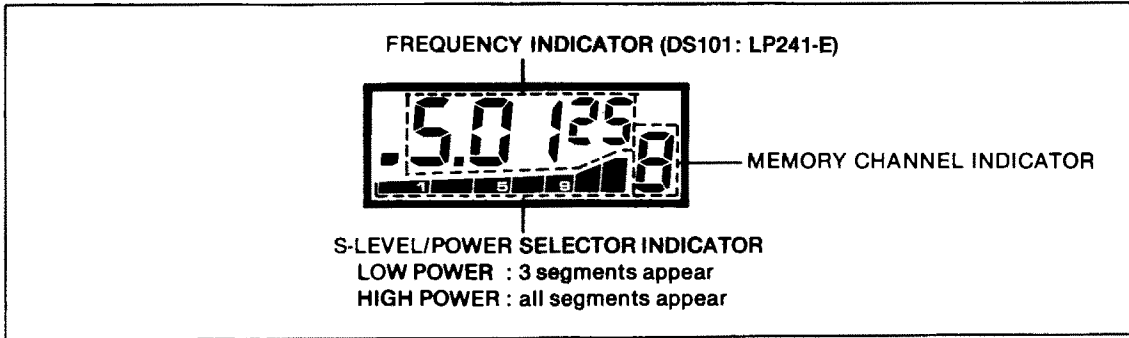 FREQUENCY INDICATOR (DS101: LP241-E)
5.0125
8
MEMORY CHANNEL INDICATOR
1 5 9
S-LEVEL/POWER SELECTOR INDICATOR
LOW POWER : 3 segments appear
HIGH POWER : all segments appear